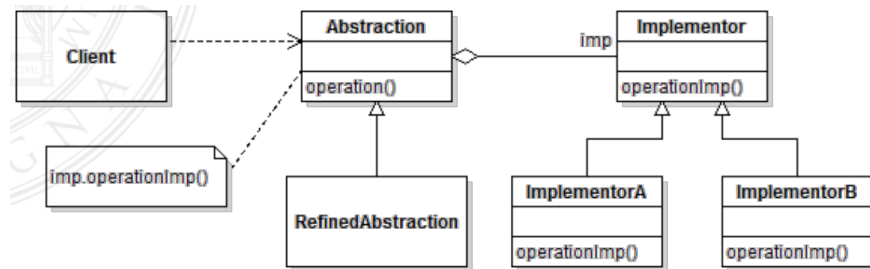 Client
Abstraction
operation()
imp
Implementor
operationImp()
imp.operationImp()
RefinedAbstraction
ImplementorA
operationImp()
ImplementorB
operationImp()